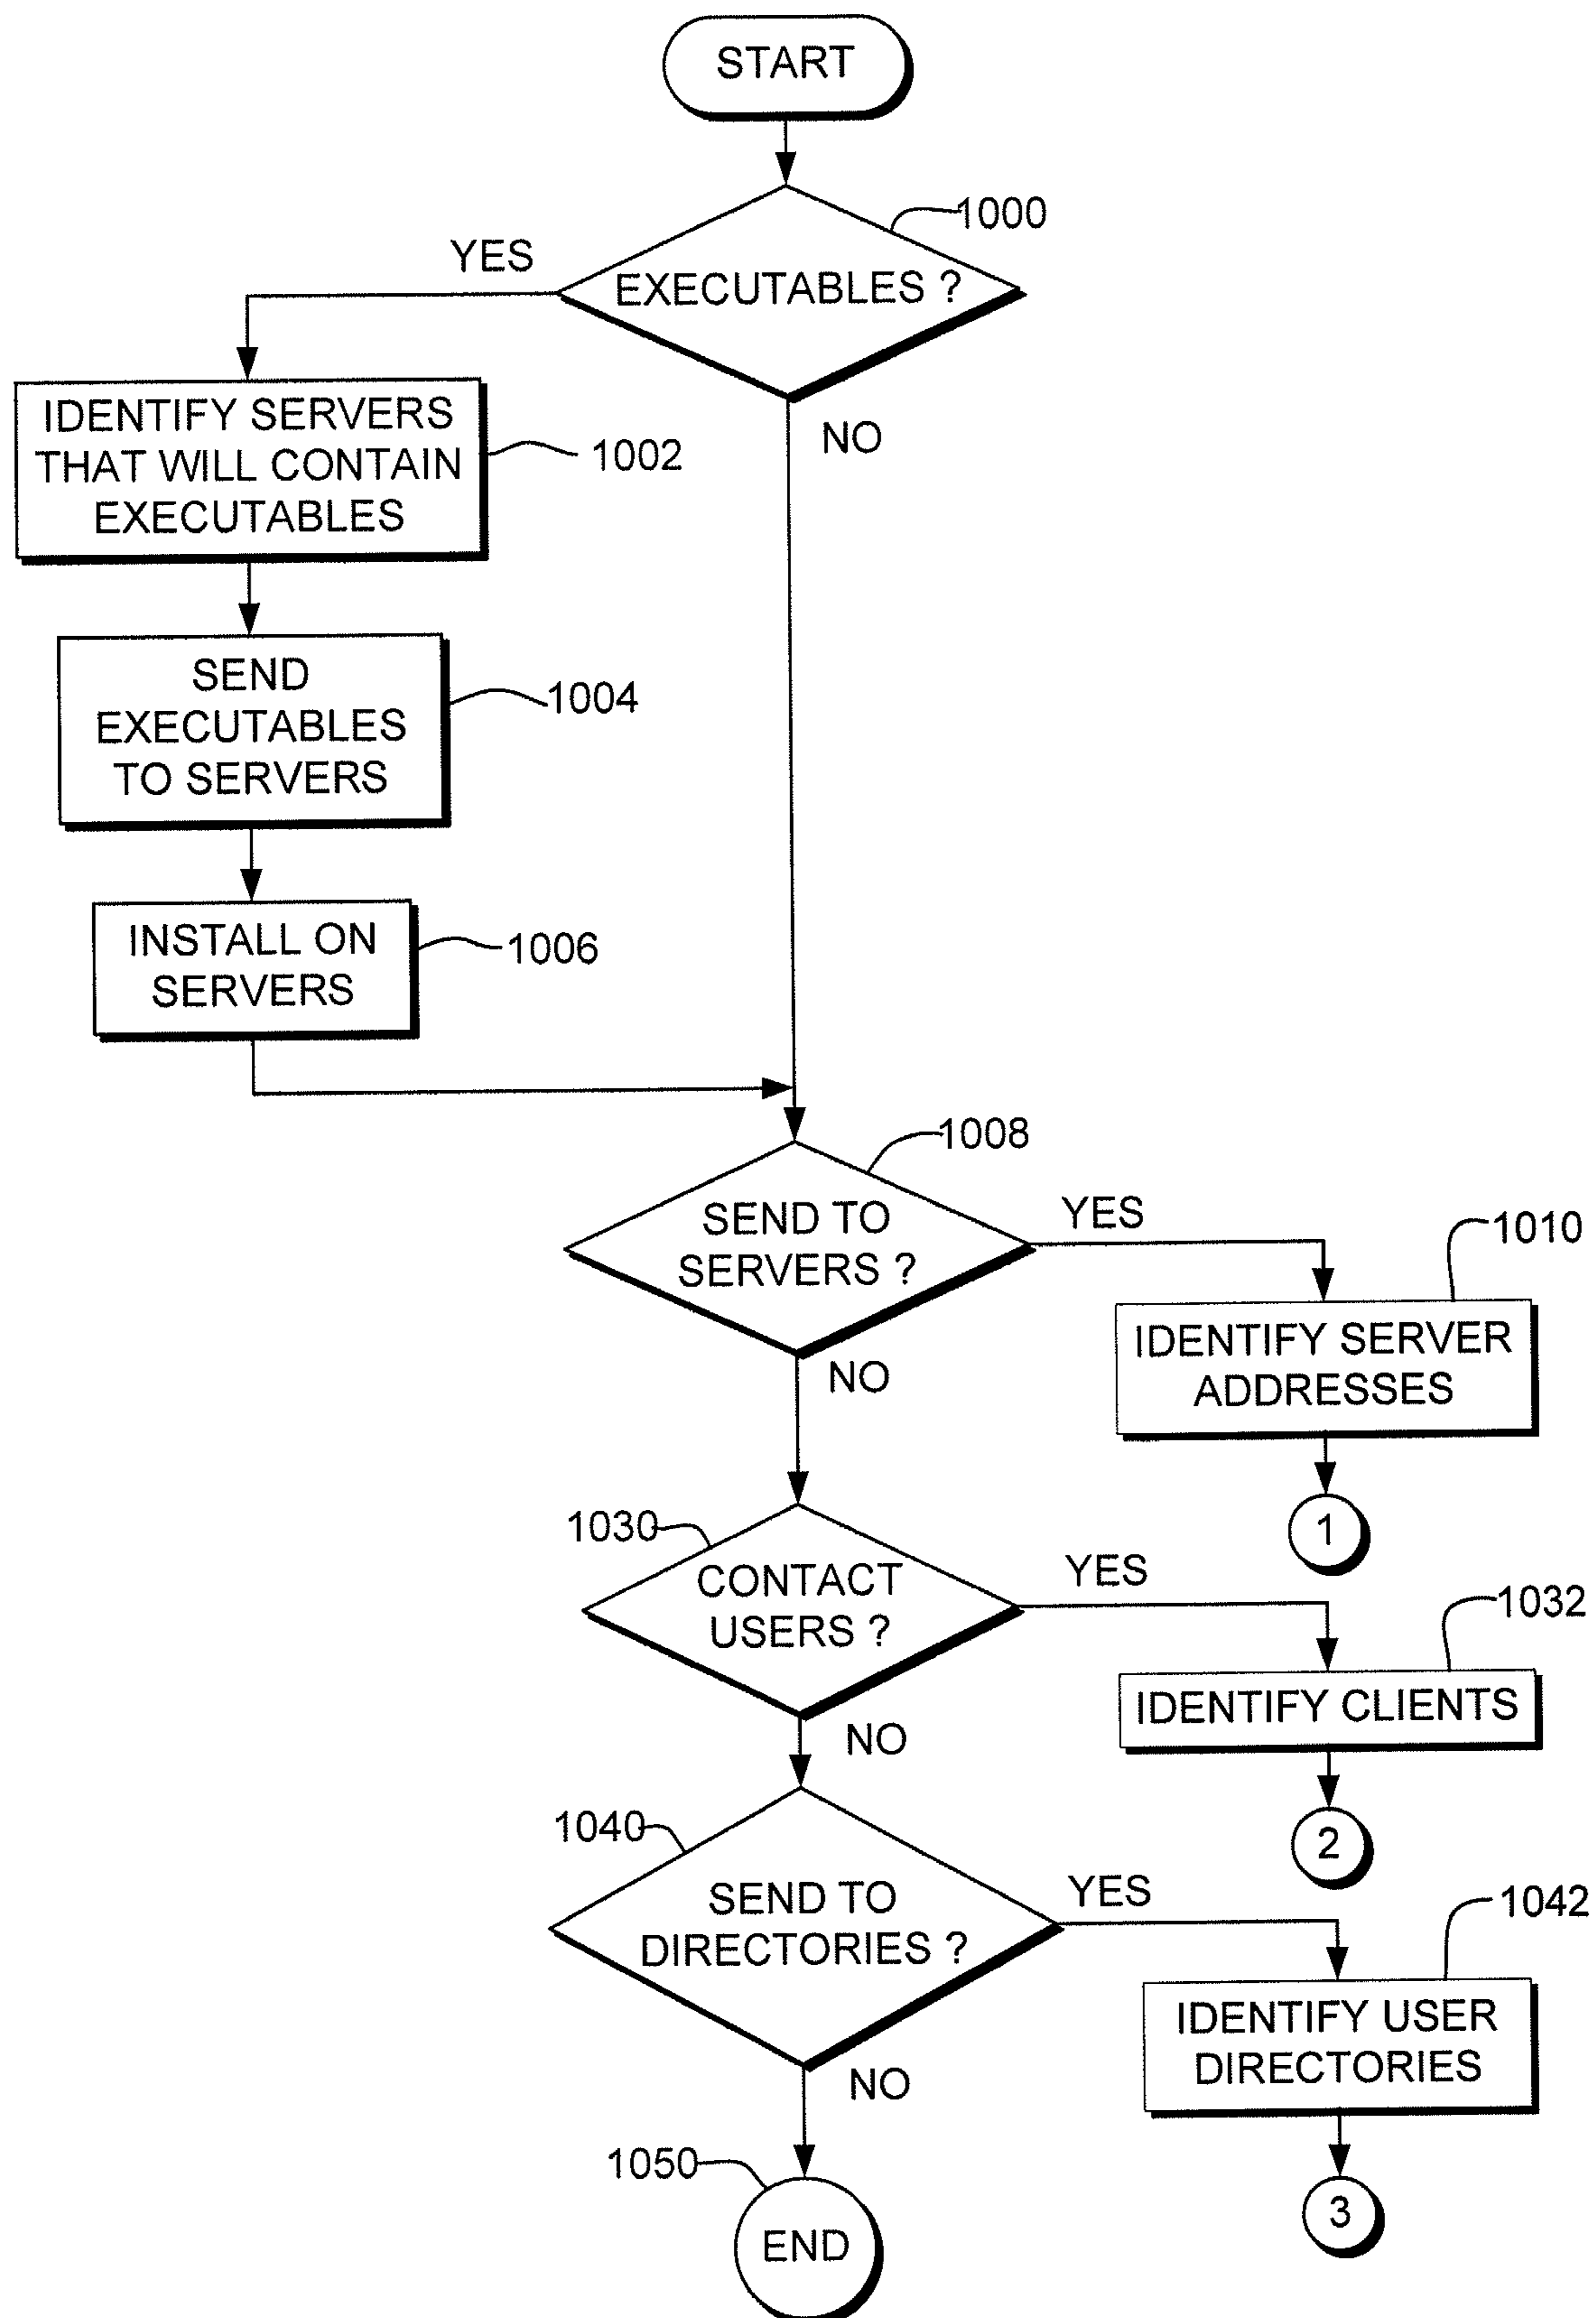 START
1000
YES
EXECUTABLES ?
IDENTIFY SERVERS
THAT WILL CONTAIN
EXECUTABLES
1002
NO
SEND
EXECUTABLES
TO SERVERS
1004
INSTALL ON
SERVERS
1006
1008
SEND TO
SERVERS ?
YES
1010
IDENTIFY SERVER
ADDRESSES
NO
1
1030
CONTACT
USERS ?
YES
1032
IDENTIFY CLIENTS
NO
2
1040
SEND TO
DIRECTORIES ?
YES
1042
IDENTIFY USER
DIRECTORIES
NO
3
1050
END